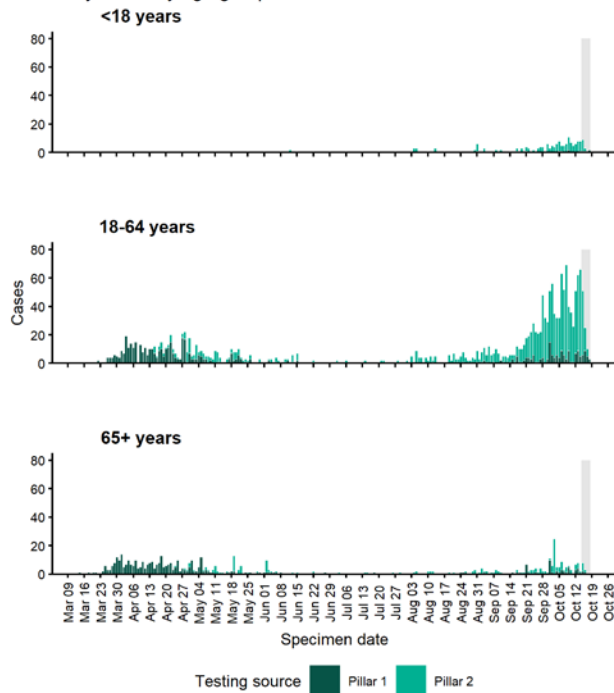 <18 years
80
60
40
20
0
18-64 years
80
60
40
20
0
Cases
65+ years
80
60
40
20
0
Mar 09
Mar 16
Mar 23
Mar 30
Apr 06
Apr 13
Apr 20
Apr 27
May 04
May 11
May 18
May 25
Jun 01
Jun 08
Jun 15
Jun 22
Jun 29
Jul 06
Jul 13
Jul 20
Jul 27
Aug 03
Aug 10
Aug 17
Aug 24
Aug 31
Sep 07
Sep 14
Sep 21
Sep 28
Oct 05
Oct 12
Oct 19
Oct 26
Specimen date
Testing source Pillar 1 Pillar 2